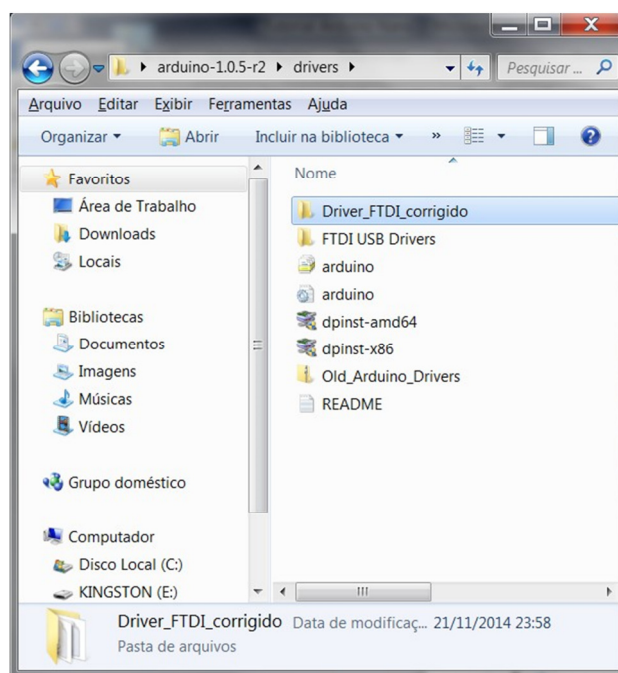 arduino-1.0.5-r2 drivers Pesquisar ...
Arquivo Editar Exibir Ferramentas Ajuda
Organizar Abrir Incluir na biblioteca »
Favoritos
Área de Trabalho
Downloads
Locais
Bibliotecas
Documentos
Imagens
Músicas
Vídeos
Grupo doméstico
Computador
Disco Local (C:)
KINGSTON (E:)
Nome
Driver_FTDI_corrigido
FTDI USB Drivers
arduino
arduino
dpinst-amd64
dpinst-x86
Old_Arduino_Drivers
README
Driver_FTDI_corrigido Data de modificaç... 21/11/2014 23:58
Pasta de arquivos